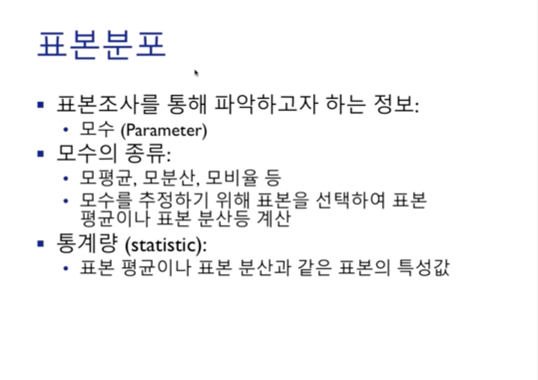 표본분포
표본조사를 통해 파악하고자 하는 정보:
모수 (Parameter)
모수의 종류:
모평균, 모분산, 모비율 등
모수를 추정하기 위해 표본을 선택하여 표본
평균이나 표본 분산등 계산
통계량 (statistic):
표본 평균이나 표본 분산과 같은 표본의 특성값